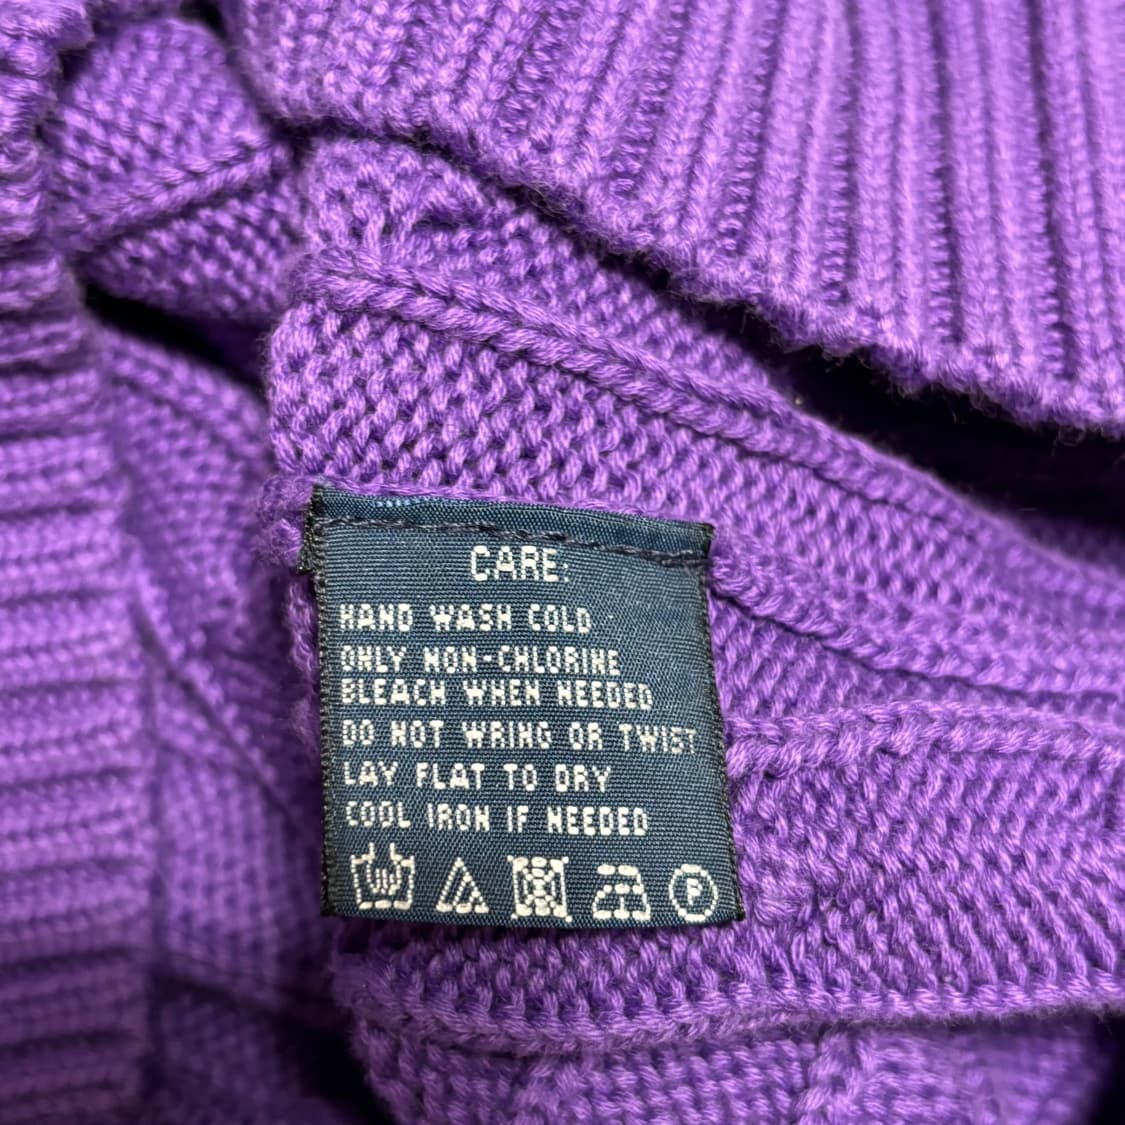 CARE:
HAND WASH COLD
ONLY NON-CHLORINE
BLEACH WHEN NEEDED
DO NOT WRING OR TWIST
LAY FLAT TO DRY
COOL IRON IF NEEDED
P